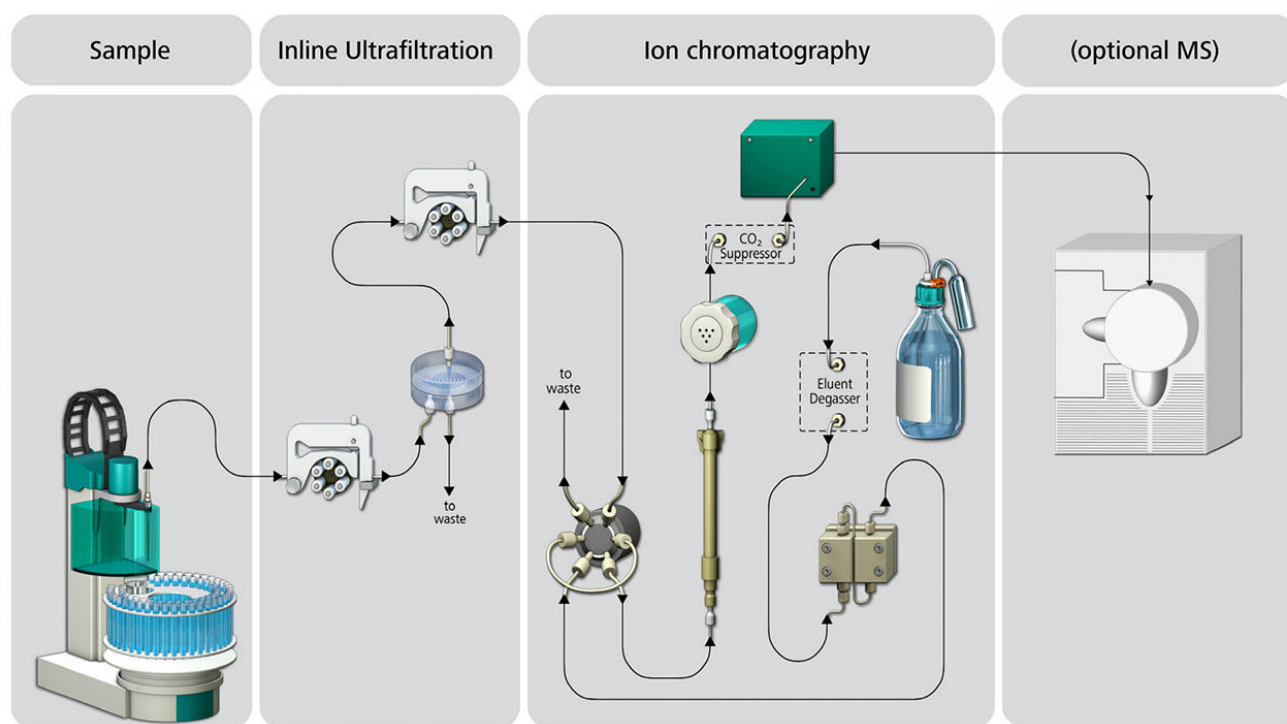 Sample
Inline Ultrafiltration
Ion chromatography
(optional MS)
CO₂
Suppressor
to
waste
Eluent
Degasser
to
waste